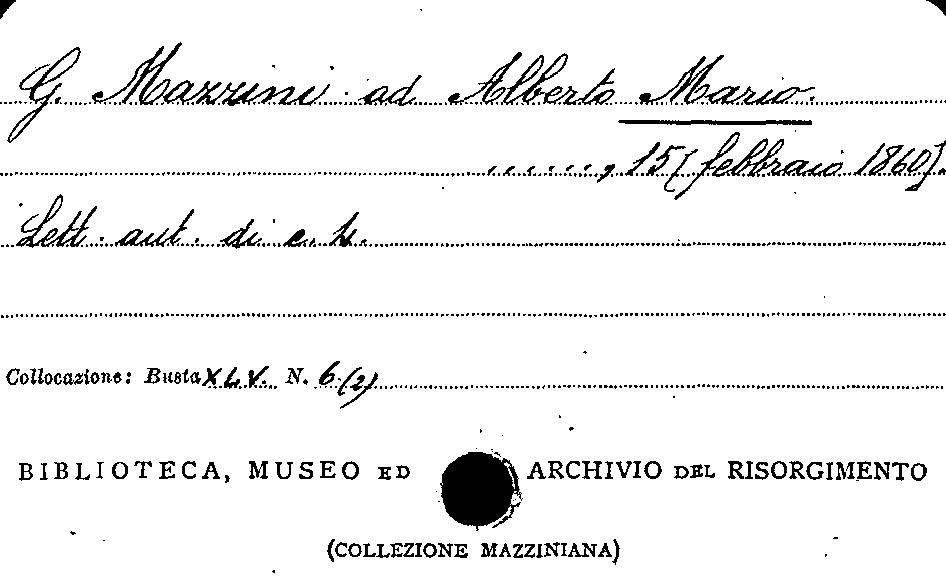 G. Mazzini ad Alberto Mario.
......, 15 [febbraio 1860].
Lett. aut. di c. 4.
Collocazione: Busta XLV. N. 6 (2)
BIBLIOTECA, MUSEO ED ARCHIVIO DEL RISORGIMENTO
(COLLEZIONE MAZZINIANA)